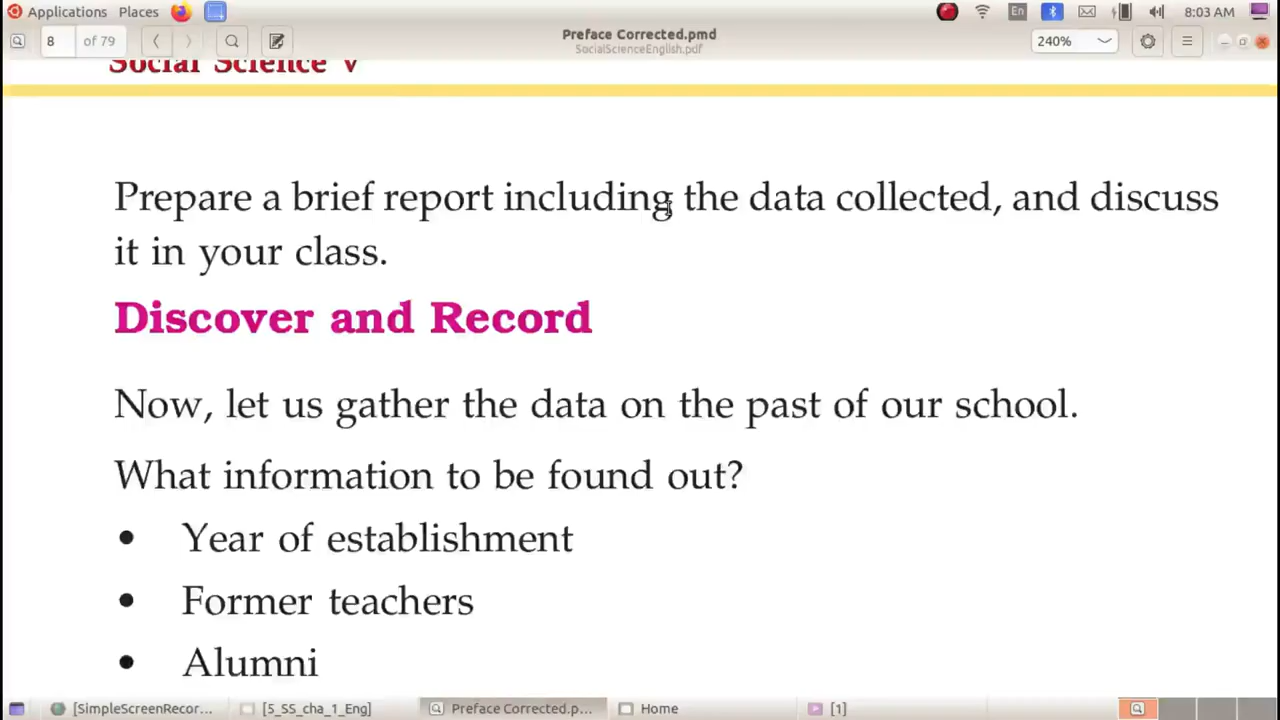 Applications Places En 8:03 AM
8 of 79 Preface Corrected.pmd 240%
SocialScienceEnglish.pdf
Social Science V
Prepare a brief report including the data collected, and discuss
it in your class.
Discover and Record
Now, let us gather the data on the past of our school.
What information to be found out?
• Year of establishment
• Former teachers
• Alumni
[SimpleScreenRecor... [5_SS_cha_1_Eng] Preface Corrected.p... Home [1]